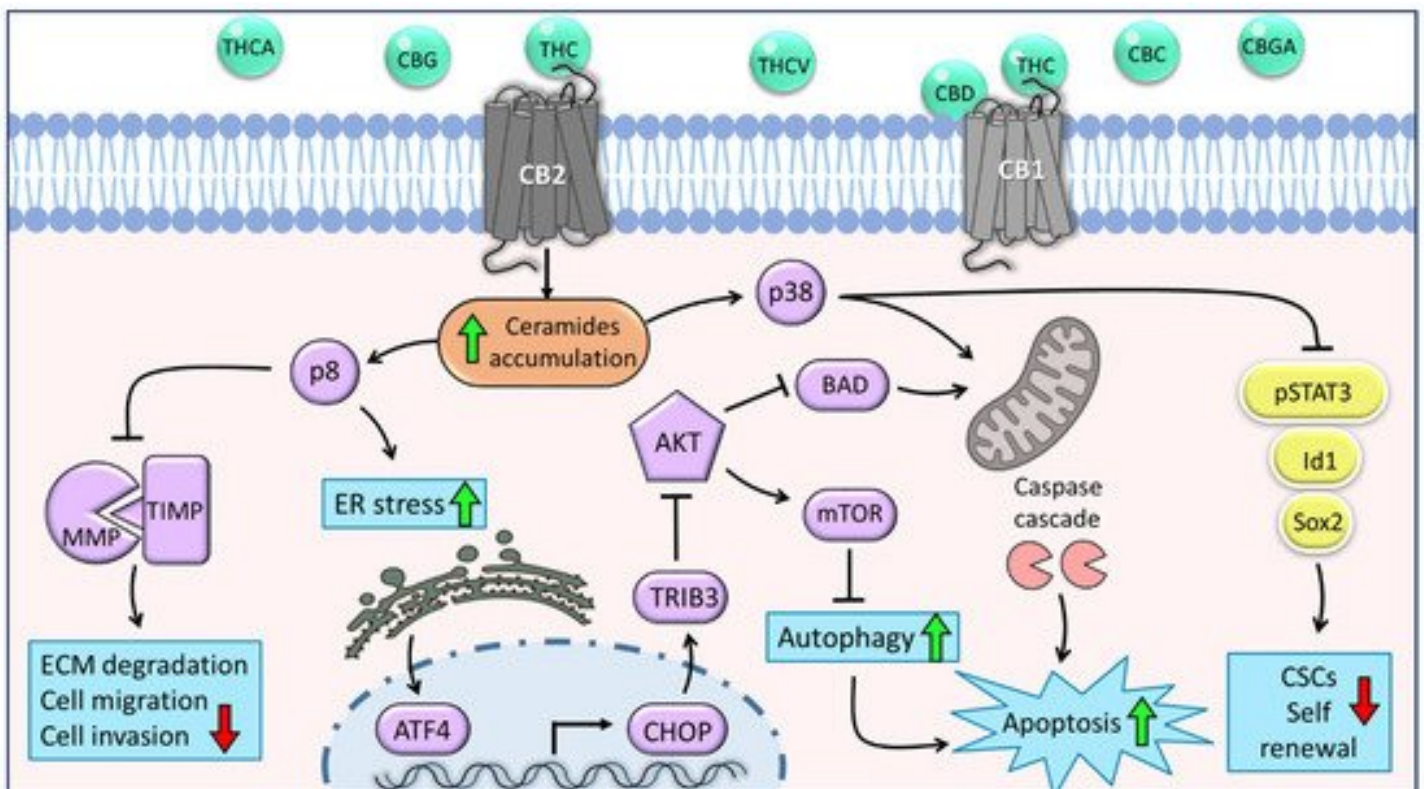 THCA
CBG
THC
THCV
CBD
THC
CBC
CBGA
CB2
CB1
Ceramides
accumulation
p38
p8
BAD
AKT
pSTAT3
Id1
Sox2
MMP
TIMP
ER stress
mTOR
Caspase
cascade
TRIB3
Autophagy
ECM degradation
Cell migration
Cell invasion
ATF4
CHOP
Apoptosis
CSCs
Self
renewal